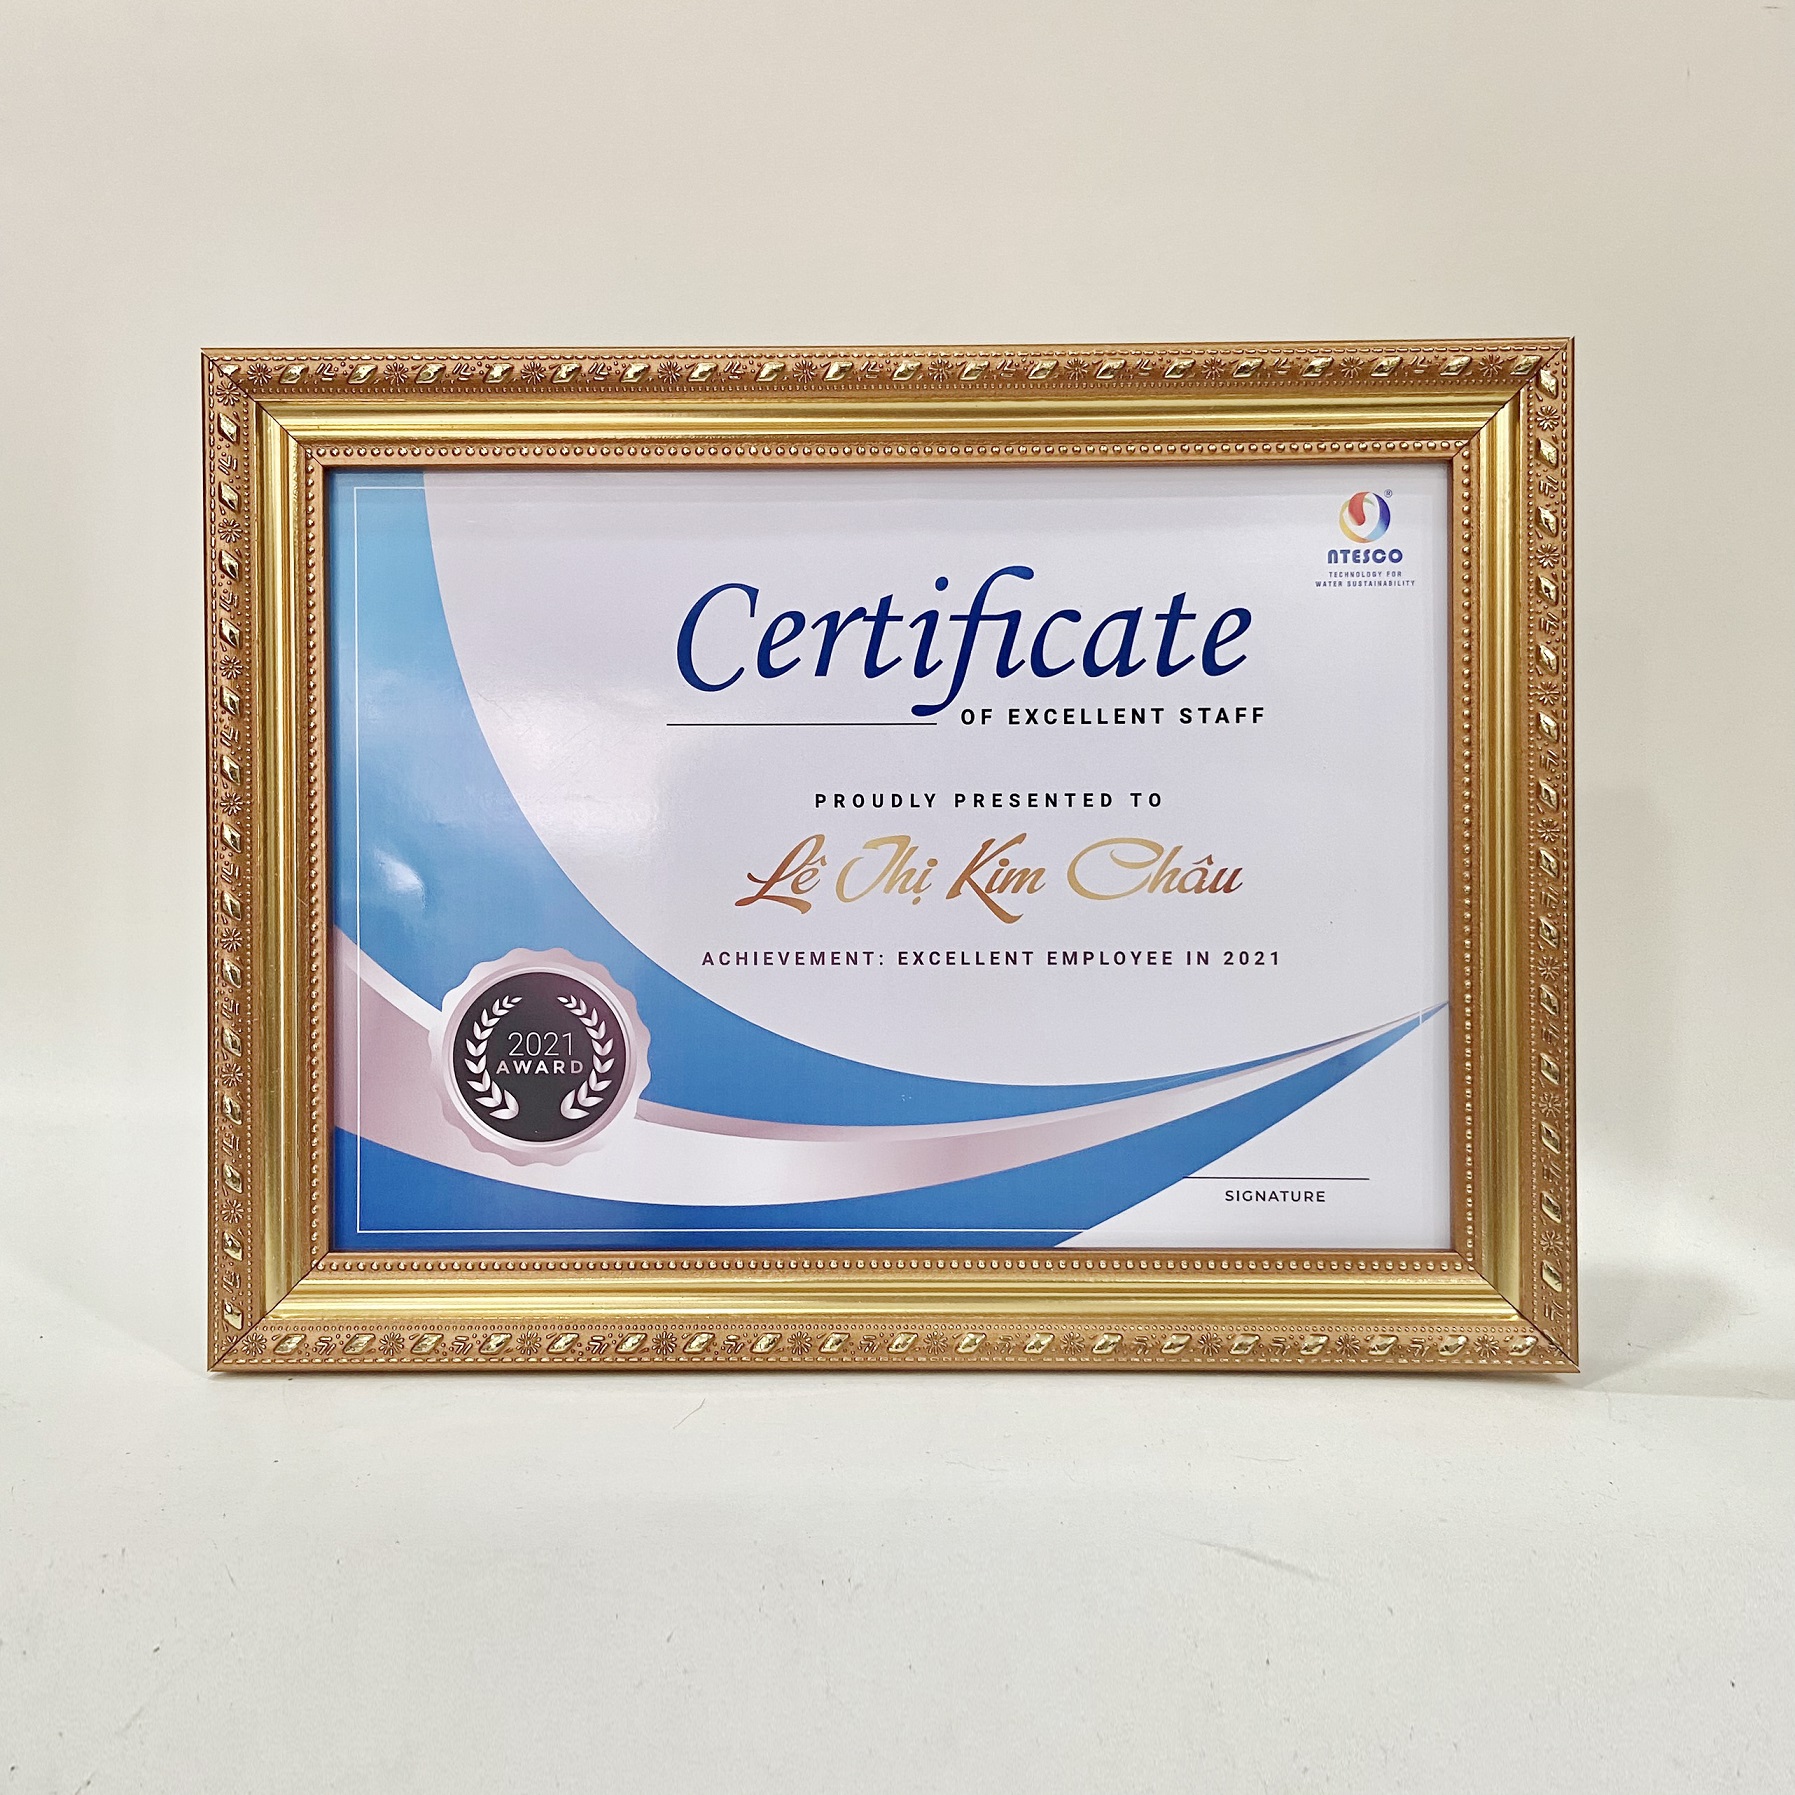 ®
NTESCO
TECHNOLOGY FOR
WATER SUSTAINABILITY
Certificate
OF EXCELLENT STAFF
PROUDLY PRESENTED TO
Lê Thị Kim Châu
ACHIEVEMENT: EXCELLENT EMPLOYEE IN 2021
2021
AWARD
SIGNATURE